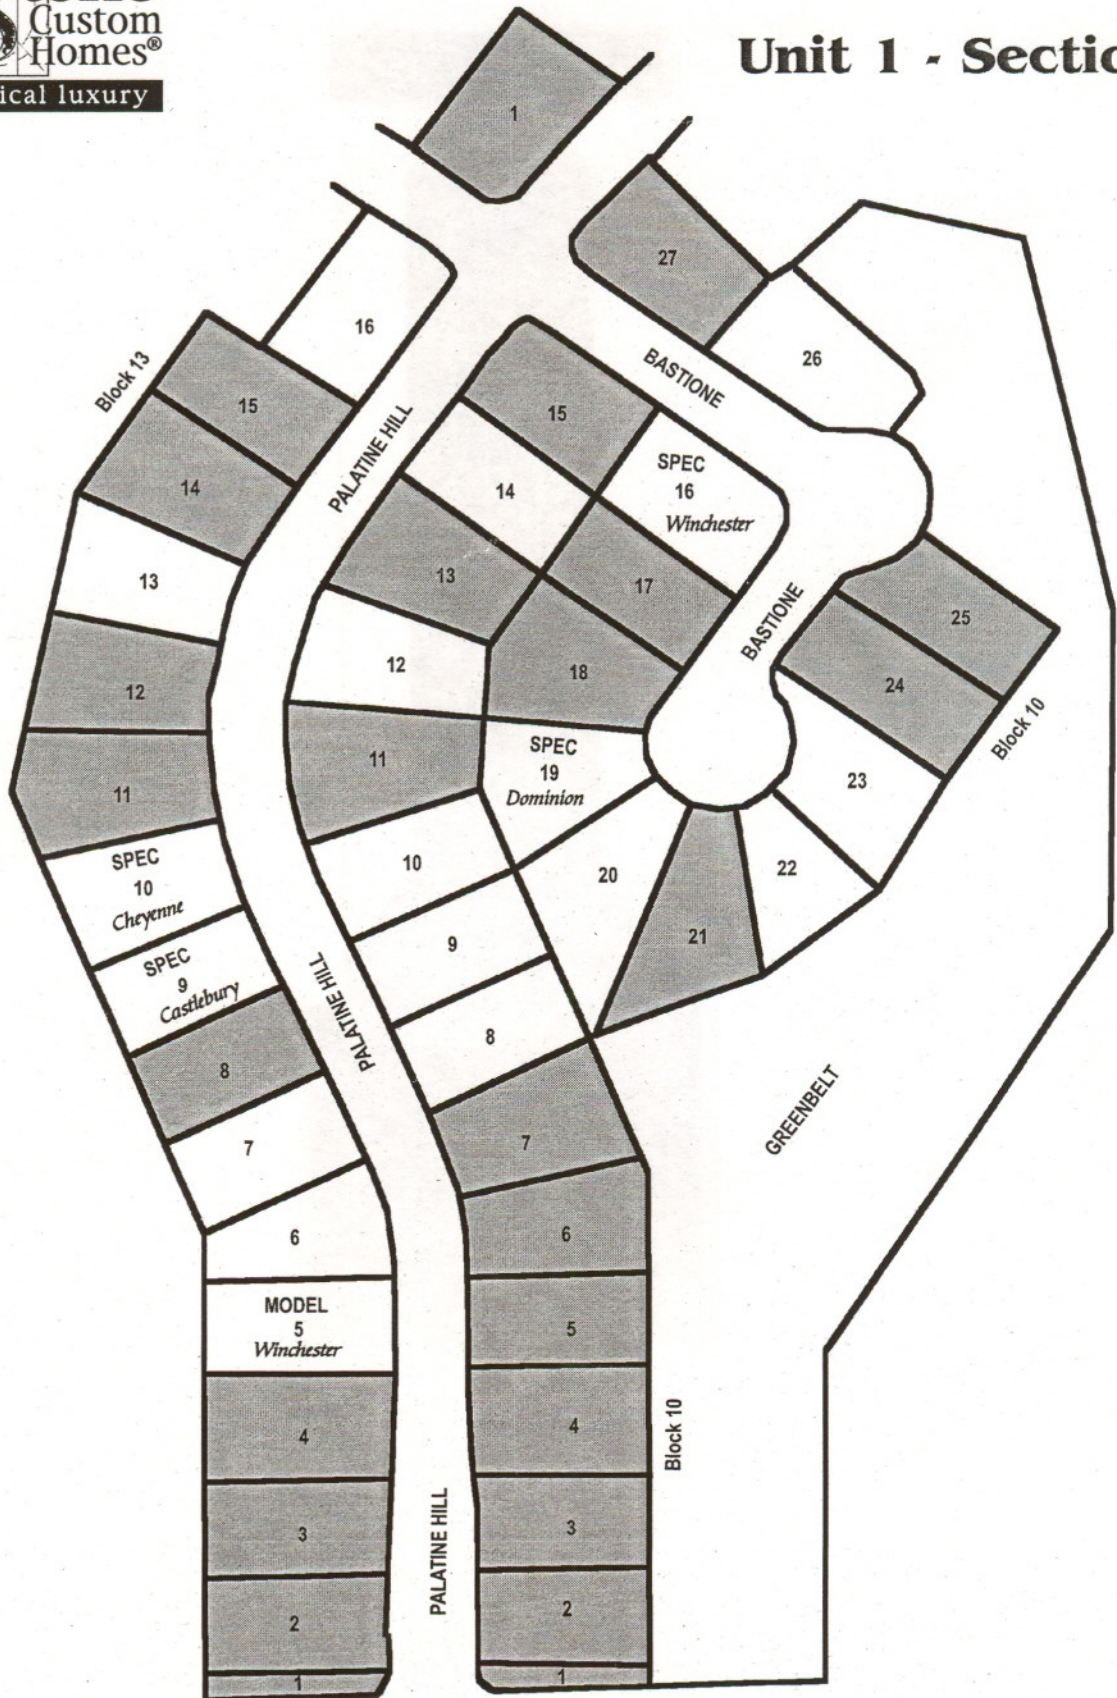 Custom
Homes®
ical luxury
Unit 1 - Sectio
1
27
26
16
Block 13
15
14
13
12
11
SPEC
10
Cheyenne
SPEC
9
Castlebury
8
7
6
MODEL
5
Winchester
4
3
2
1
PALATINE HILL
PALATINE HILL
PALATINE HILL
BASTIONE
BASTIONE
15
14
13
12
11
10
9
8
7
6
5
4
3
2
1
SPEC
16
Winchester
17
18
SPEC
19
Dominion
20
21
22
23
24
25
Block 10
GREENBELT
Block 10